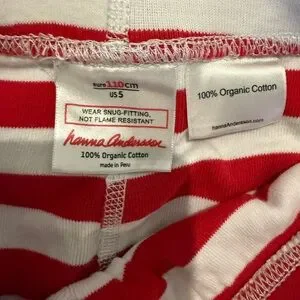 euro 110cm
US 5
WEAR SNUG-FITTING,
NOT FLAME RESISTANT
hanna Andersson
100% Organic Cotton
made in Peru
100% Organic Cotton
hannaAndersson.com